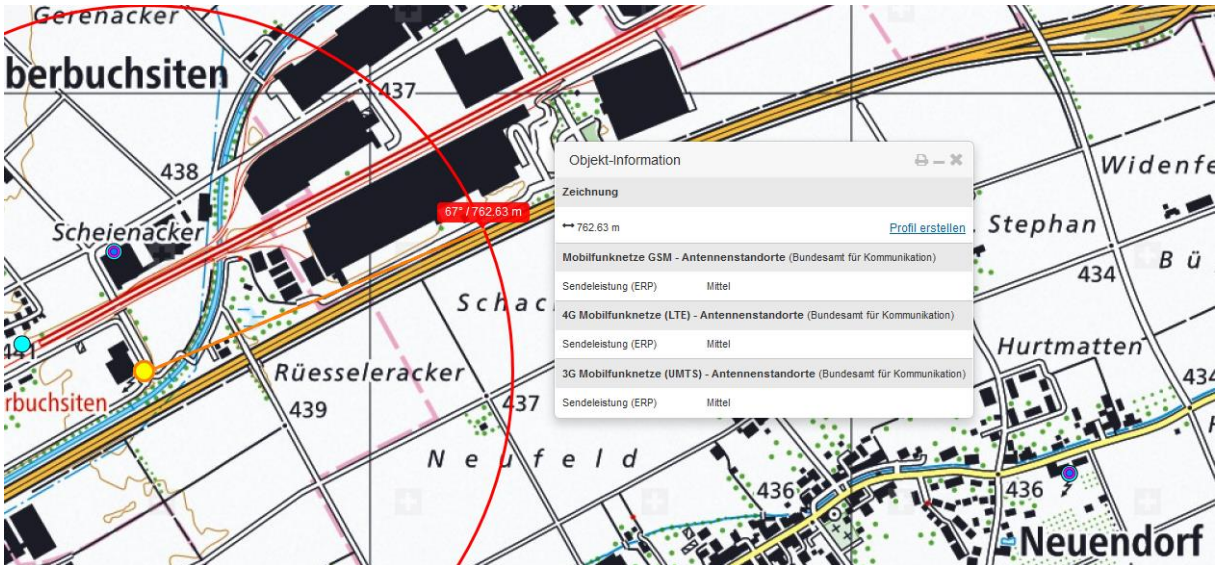 Gerenacker
berbuchsiten
437
438
Scheienacker
67° / 762.63 m
441
rbuchsiten
Rüesseleracker
439
Schac
437
Neufeld
Objekt-Information
Zeichnung
762.63 m Profil erstellen
Mobilfunknetze GSM - Antennenstandorte (Bundesamt für Kommunikation)
Sendeleistung (ERP) Mittel
4G Mobilfunknetze (LTE) - Antennenstandorte (Bundesamt für Kommunikation)
Sendeleistung (ERP) Mittel
3G Mobilfunknetze (UMTS) - Antennenstandorte (Bundesamt für Kommunikation)
Sendeleistung (ERP) Mittel
Widenfe
. Stephan
Bü
434
Hurtmatten
434
436
436
Neuendorf